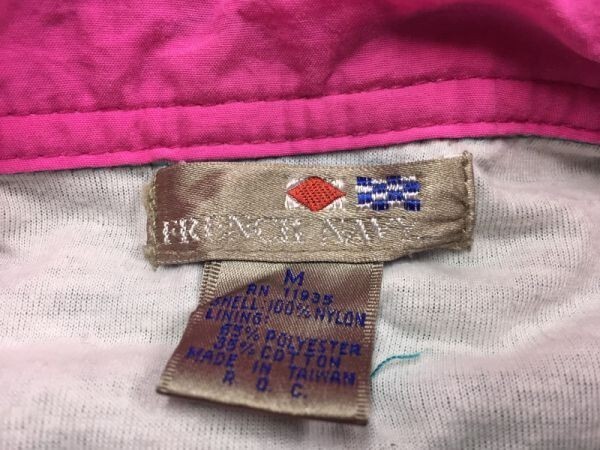 FRENCH NAVY
M
RN 11935
SHELL: 100% NYLON
LINING:
65% POLYESTER
35% COTTON
MADE IN TAIWAN
R. O. C.